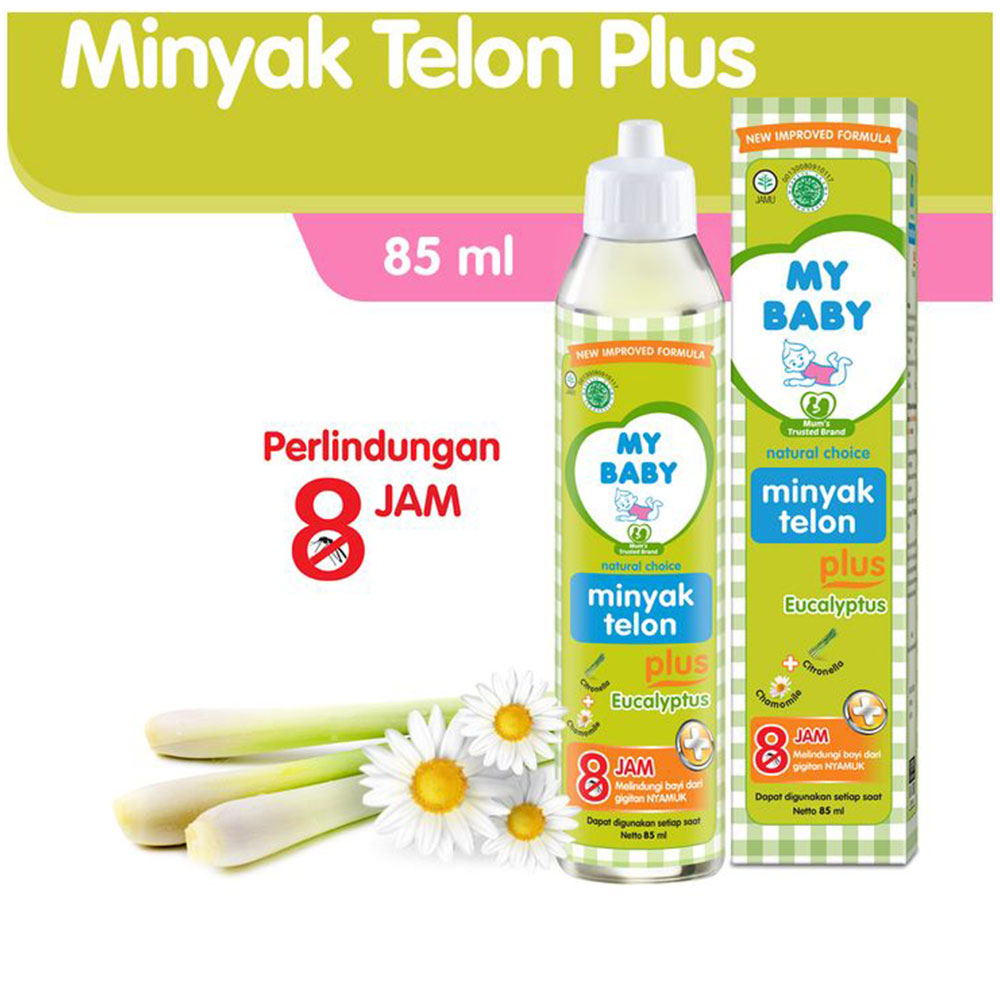 Minyak Telon Plus
85 ml
Perlindungan
8 JAM
NEW IMPROVED FORMULA
MY
BABY
Mum's
Trusted Brand
natural choice
minyak
telon
plus
Citronella
+
Eucalyptus
Chamomile
8 JAM
Melindungi bayi dari
gigitan NYAMUK
Dapat digunakan setiap saat
Netto 85 ml
NEW IMPROVED FORMULA
JAMU
00130080910117
MY
BABY
Mum's
Trusted Brand
natural choice
minyak
telon
plus
Eucalyptus
+
Citronella
Chamomile
8 JAM
Melindungi bayi dari
gigitan NYAMUK
Dapat digunakan setiap saat
Netto 85 ml